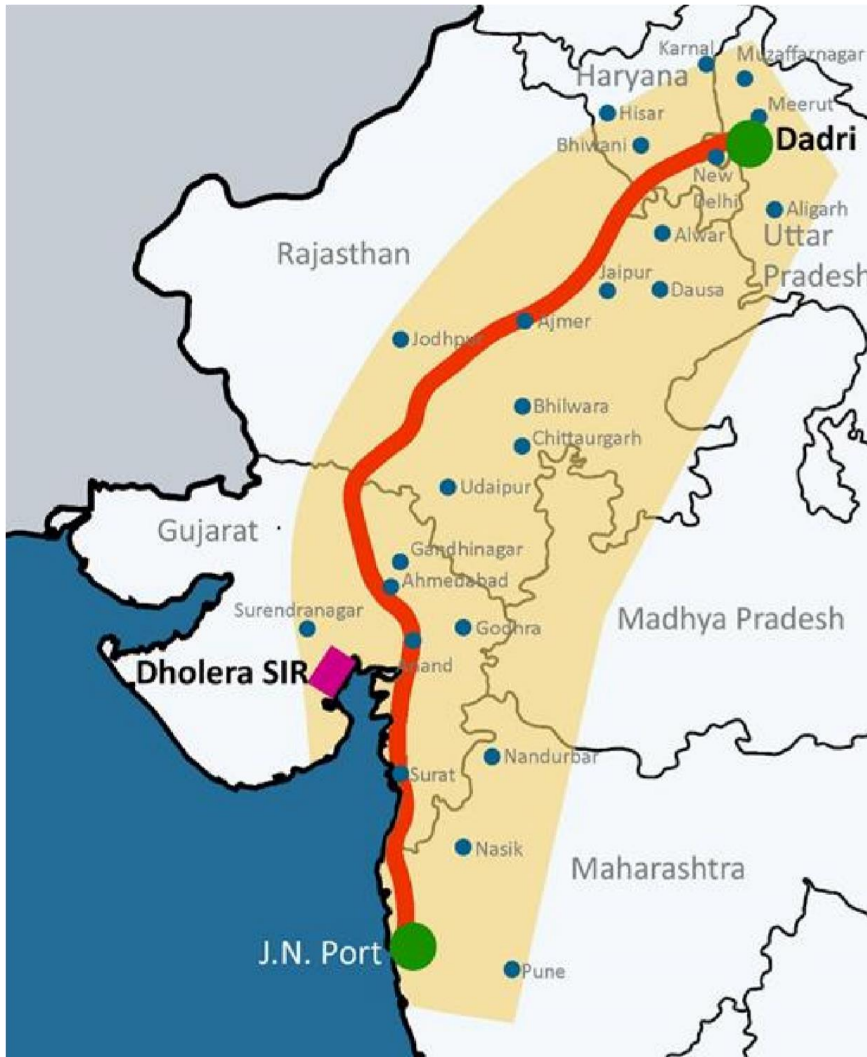 Karnal
Muzaffarnagar
Haryana
Hisar
Meerut
Bhiwani
Dadri
New
Delhi
Aligarh
Alwar
Uttar
Pradesh
Rajasthan
Jaipur
Dausa
Ajmer
Jodhpur
Bhilwara
Chittaurgarh
Udaipur
Gujarat
Gandhinagar
Ahmedabad
Surendranagar
Godhra
Madhya Pradesh
Anand
Dholera SIR
Nandurbar
Surat
Nasik
Maharashtra
J.N. Port
Pune